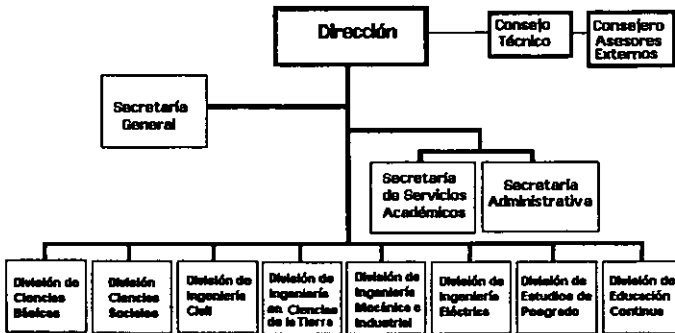 Dirección
Consejo
Técnico
Consejero
Asesores
Externos
Secretaría
General
Secretaría
de Servicios
Académicos
Secretaría
Administrativa
División de
Ciencias
Básicas
División
Ciencias
Sociales
División de
Ingeniería
Civil
División de
Ingeniería
en Ciencias
de la Tierra
División de
Ingeniería
Mecánica e
Industrial
División de
Ingeniería
Eléctrica
División de
Estudios de
Posgrado
División de
Educación
Continua